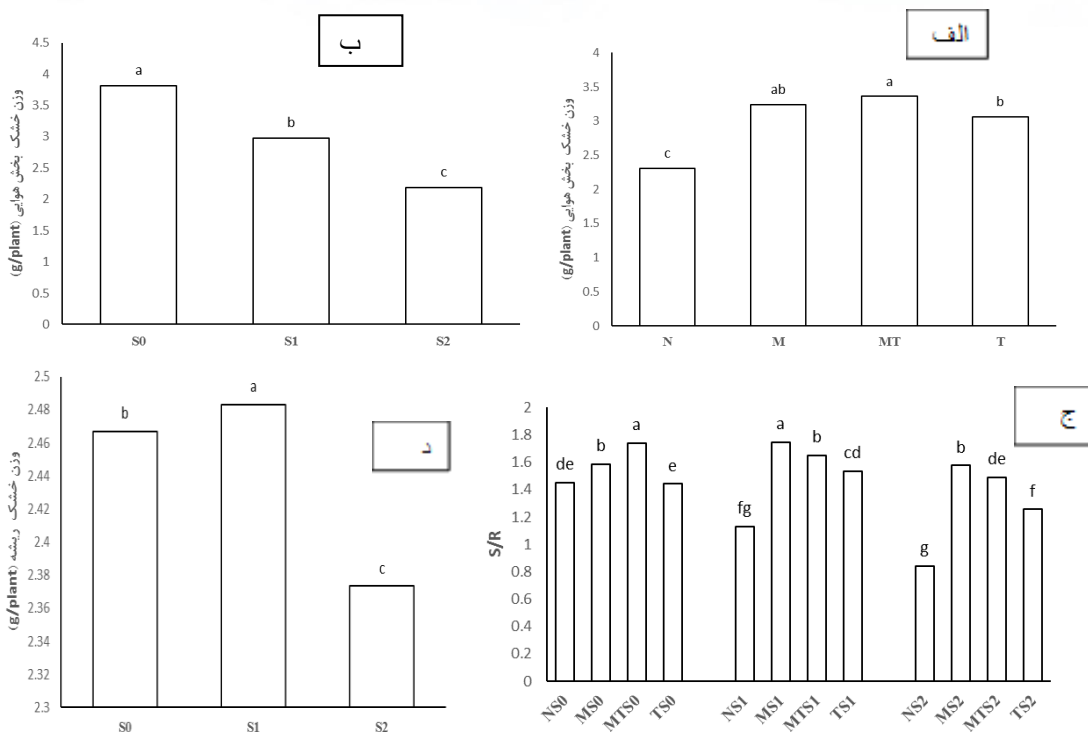 ب
4.5
4
3.5
3
2.5
2
1.5
1
0.5
0
وزن خشک بخش هوایی (g/plant)
a
b
c
S0 S1 S2
الف
4
3.5
3
2.5
2
1.5
1
0.5
0
وزن خشک بخش هوایی (g/plant)
c
ab
a
b
N M MT T
د
2.5
2.48
2.46
2.44
2.42
2.4
2.38
2.36
2.34
2.32
2.3
وزن خشک ریشه (g/plant)
b
a
c
S0 S1 S2
ج
2
1.8
1.6
1.4
1.2
1
0.8
0.6
0.4
0.2
0
S/R
de b a e fg a b cd g b de f
NS0 MS0 MTS0 TS0 NS1 MS1 MTS1 TS1 NS2 MS2 MTS2 TS2